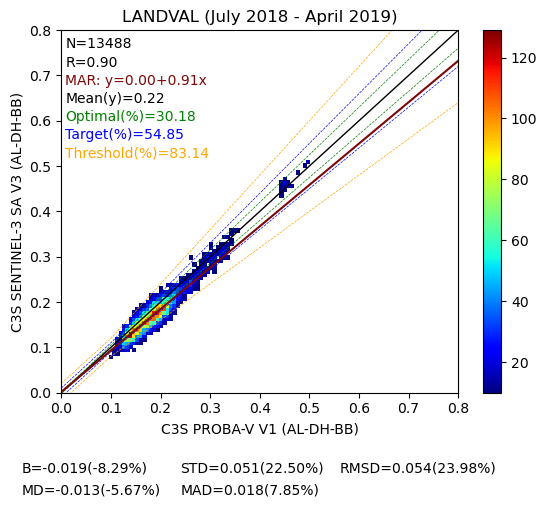 LANDVAL (July 2018 - April 2019)
N=13488
R=0.90
MAR: y=0.00+0.91x
Mean(y)=0.22
Optimal(%)=30.18
Target(%)=54.85
Threshold(%)=83.14
C3S SENTINEL-3 SA V3 (AL-DH-BB)
0.8
0.7
0.6
0.5
0.4
0.3
0.2
0.1
0.0
0.0 0.1 0.2 0.3 0.4 0.5 0.6 0.7 0.8
C3S PROBA-V V1 (AL-DH-BB)
120
100
80
60
40
20
B=-0.019(-8.29%) STD=0.051(22.50%) RMSD=0.054(23.98%)
MD=-0.013(-5.67%) MAD=0.018(7.85%)